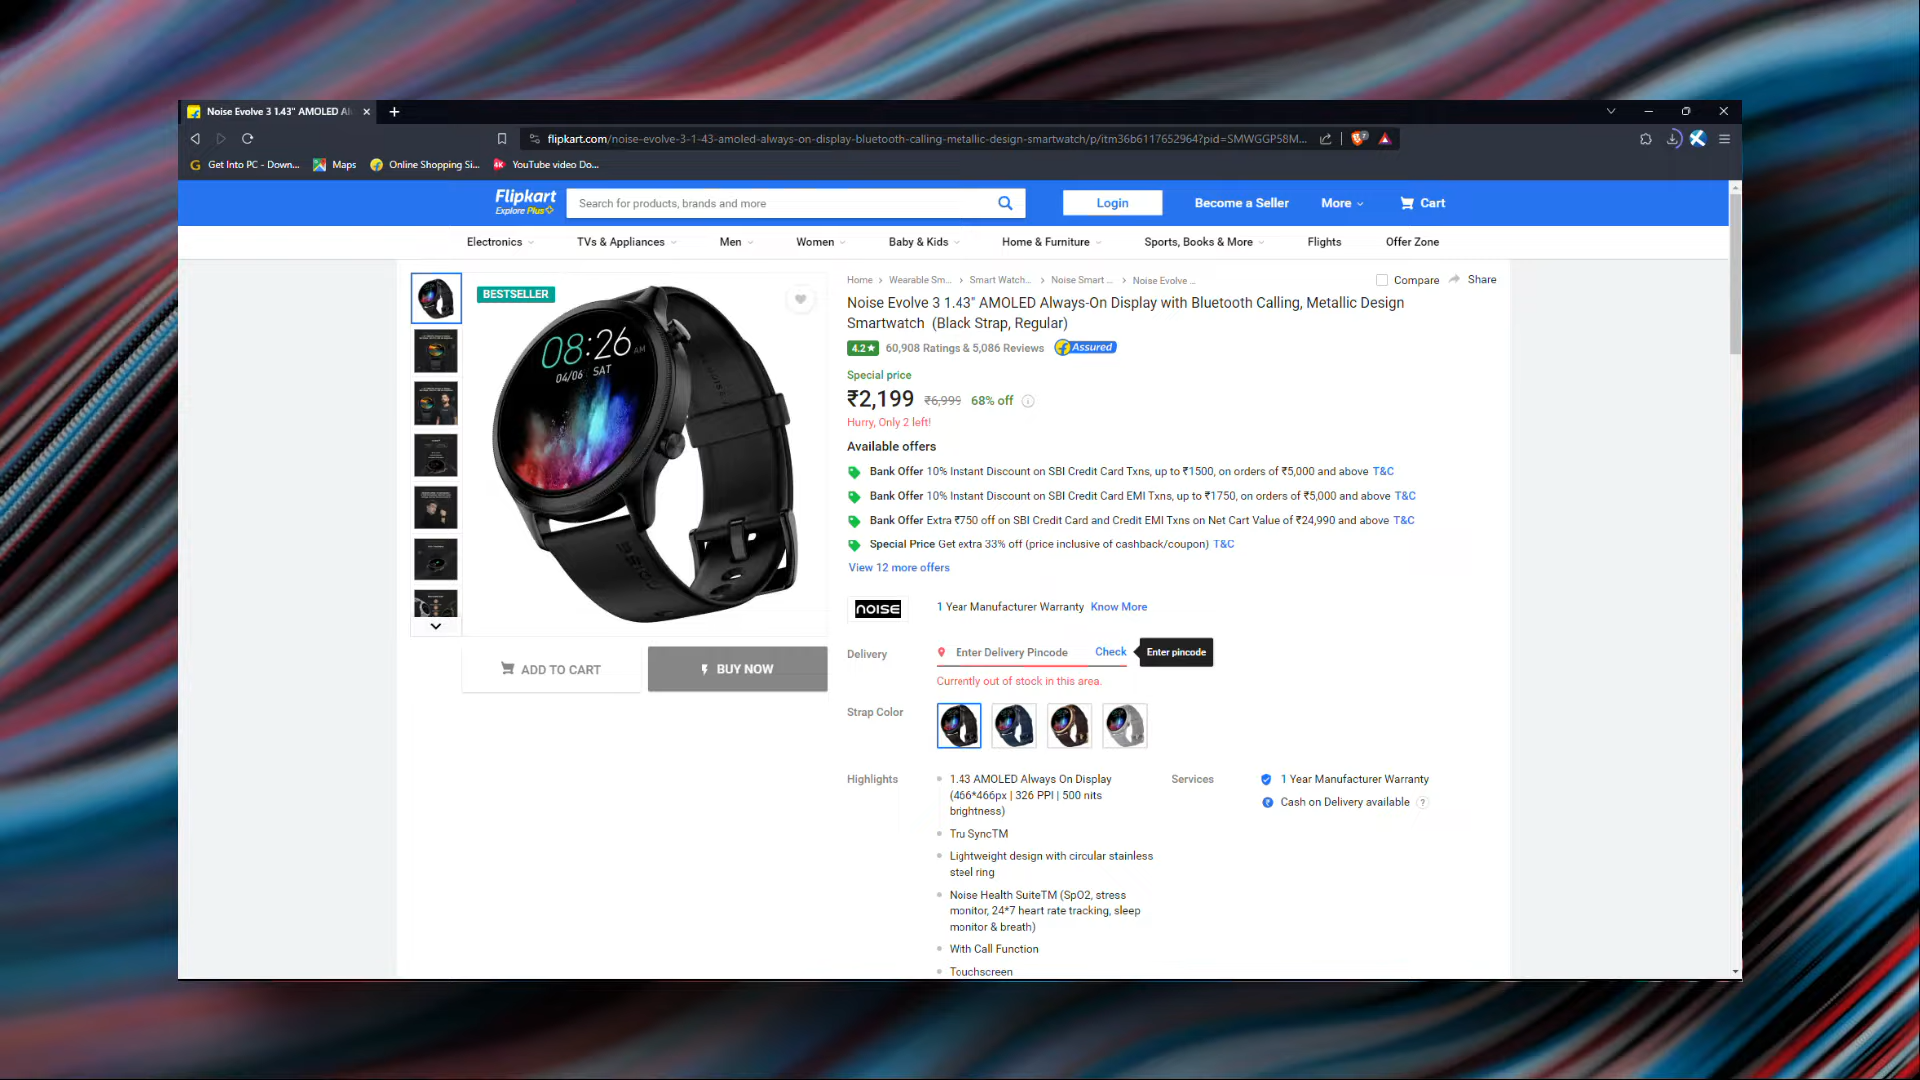 Noise Evolve 3 1.43" AMOLED Al
flipkart.com/noise-evolve-3-1-43-amoled-always-on-display-bluetooth-calling-metallic-design-smartwatch/p/itm36b6117652964?pid=SMWGGP58M...
Get Into PC - Down...
Maps
Online Shopping Si...
4K
YouTube video Do...
Flipkart
Explore Plus
Search for products, brands and more
Login
Become a Seller
More
Cart
Electronics
TVs & Appliances
Men
Women
Baby & Kids
Home & Furniture
Sports, Books & More
Flights
Offer Zone
BESTSELLER
08:26 AM
04/06 SAT
NOISE
ADD TO CART
BUY NOW
Home
Wearable Sm...
Smart Watch...
Noise Smart ...
Noise Evolve ...
Compare
Share
Noise Evolve 3 1.43" AMOLED Always-On Display with Bluetooth Calling, Metallic Design
Smartwatch (Black Strap, Regular)
4.2★ 60,908 Ratings & 5,086 Reviews Assured
Special price
₹2,199 ₹6,999 68% off
Hurry, Only 2 left!
Available offers
Bank Offer 10% Instant Discount on SBI Credit Card Txns, up to ₹1500, on orders of ₹5,000 and above T&C
Bank Offer 10% Instant Discount on SBI Credit Card EMI Txns, up to ₹1750, on orders of ₹5,000 and above T&C
Bank Offer Extra ₹750 off on SBI Credit Card and Credit EMI Txns on Net Cart Value of ₹24,990 and above T&C
Special Price Get extra 33% off (price inclusive of cashback/coupon) T&C
View 12 more offers
NOISE
1 Year Manufacturer Warranty Know More
Delivery
Enter Delivery Pincode
Check
Enter pincode
Currently out of stock in this area.
Strap Color
Highlights
1.43 AMOLED Always On Display
(466*466px | 326 PPI | 500 nits
brightness)
Tru SyncTM
Lightweight design with circular stainless
steel ring
Noise Health SuiteTM (SpO2, stress
monitor, 24*7 heart rate tracking, sleep
monitor & breath)
With Call Function
Touchscreen
Services
1 Year Manufacturer Warranty
Cash on Delivery available ?